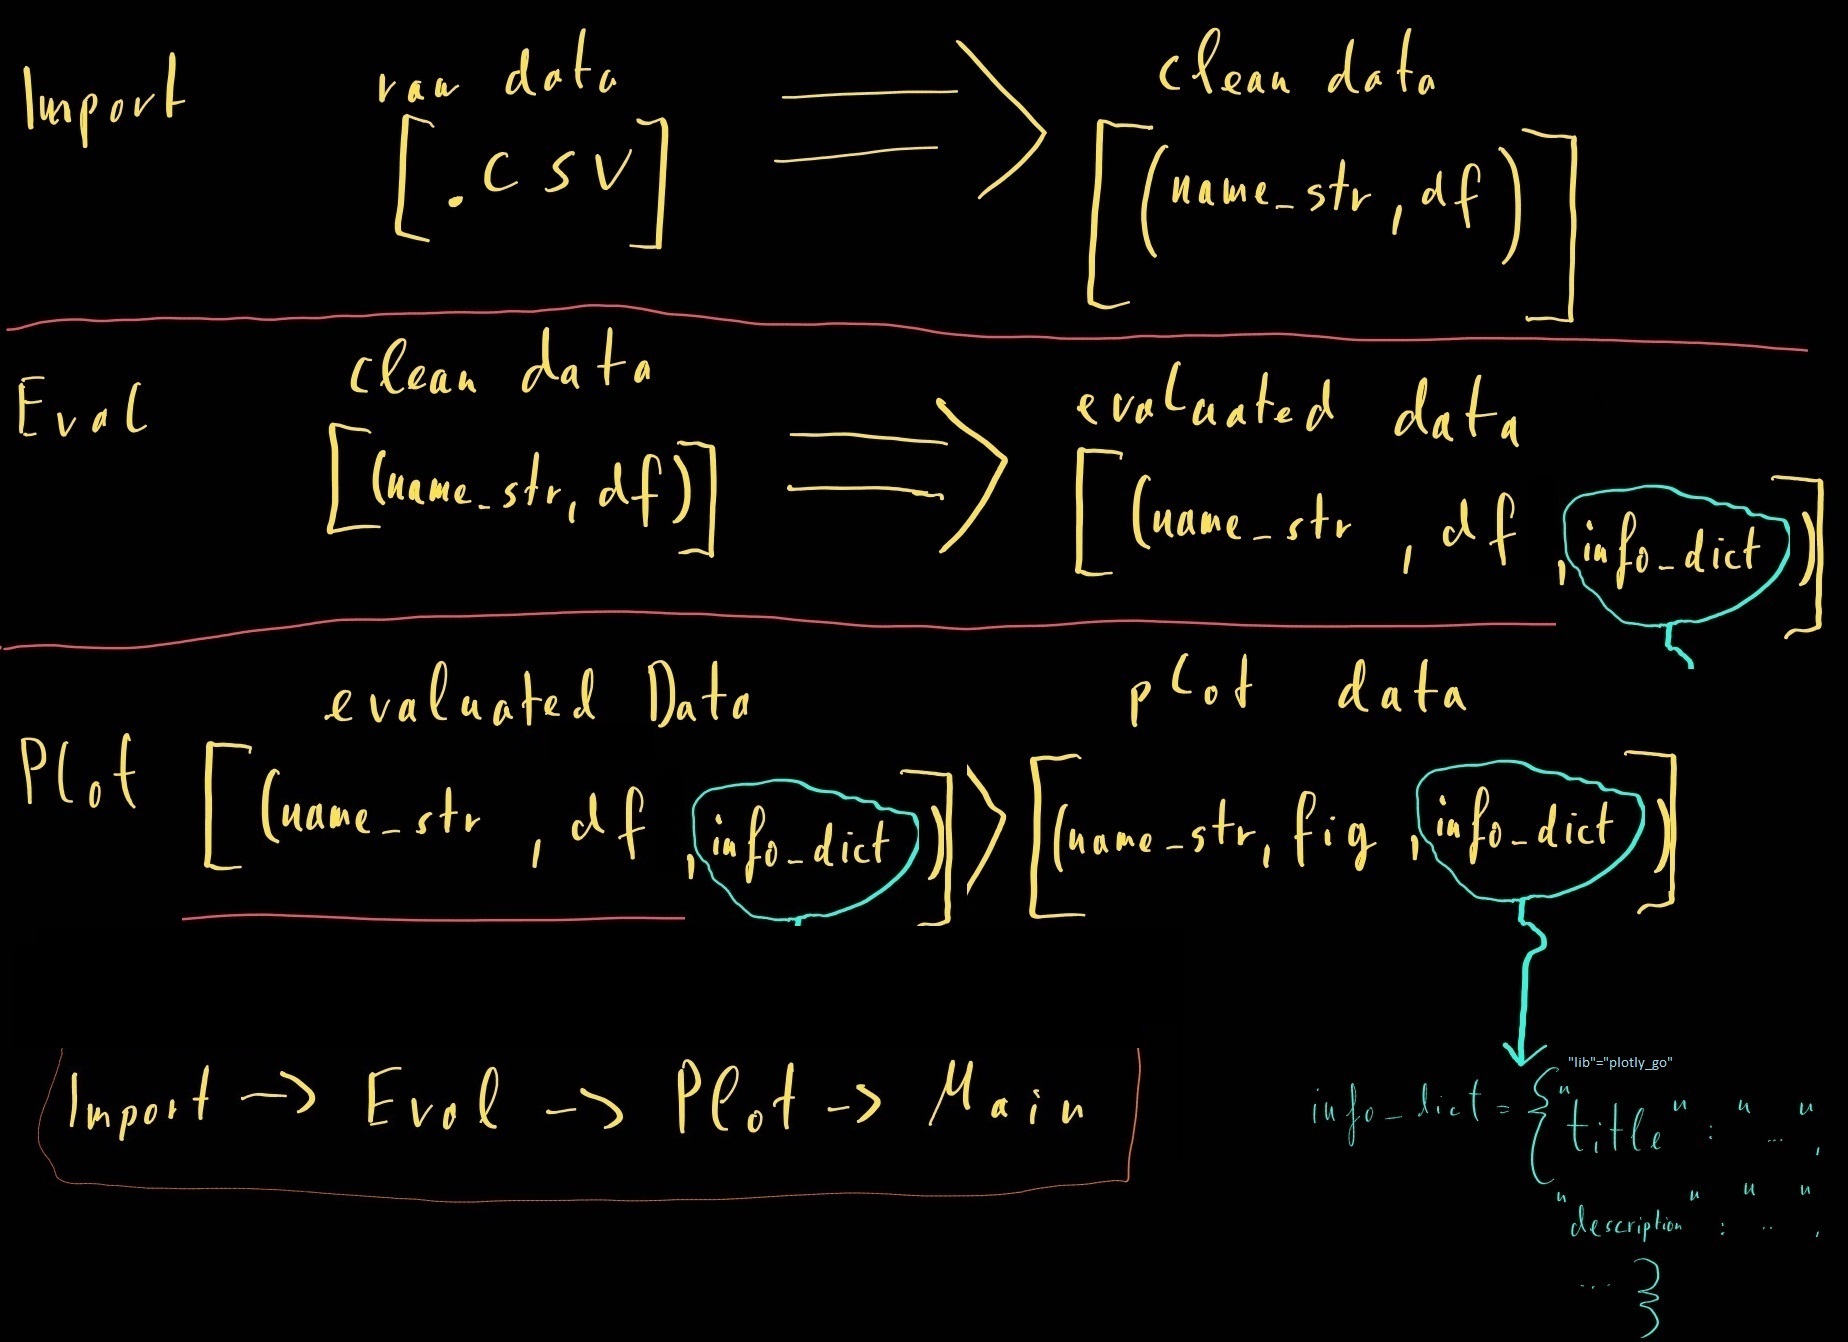 Import
raw data
[.csv]
clean data
[(name_str, df)]
Eval
clean data
[(name_str, df)]
evaluated data
[(name_str, df, info_dict)]
Plot
evaluated Data
[(name_str, df, info_dict)]
plot data
[(name_str, fig, info_dict)]
Import -> Eval -> Plot -> Main
"lib"="plotly_go"
info_dict = {"title" : "...",
"description" : "..",
... }